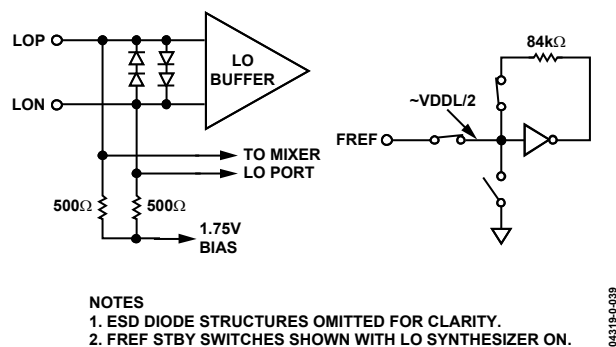 LOP
LON
LO
BUFFER
TO MIXER
LO PORT
500Ω
500Ω
1.75V
BIAS
84kΩ
~VDDL/2
FREF
NOTES
1. ESD DIODE STRUCTURES OMITTED FOR CLARITY.
2. FREF STBY SWITCHES SHOWN WITH LO SYNTHESIZER ON.
04319-0-039